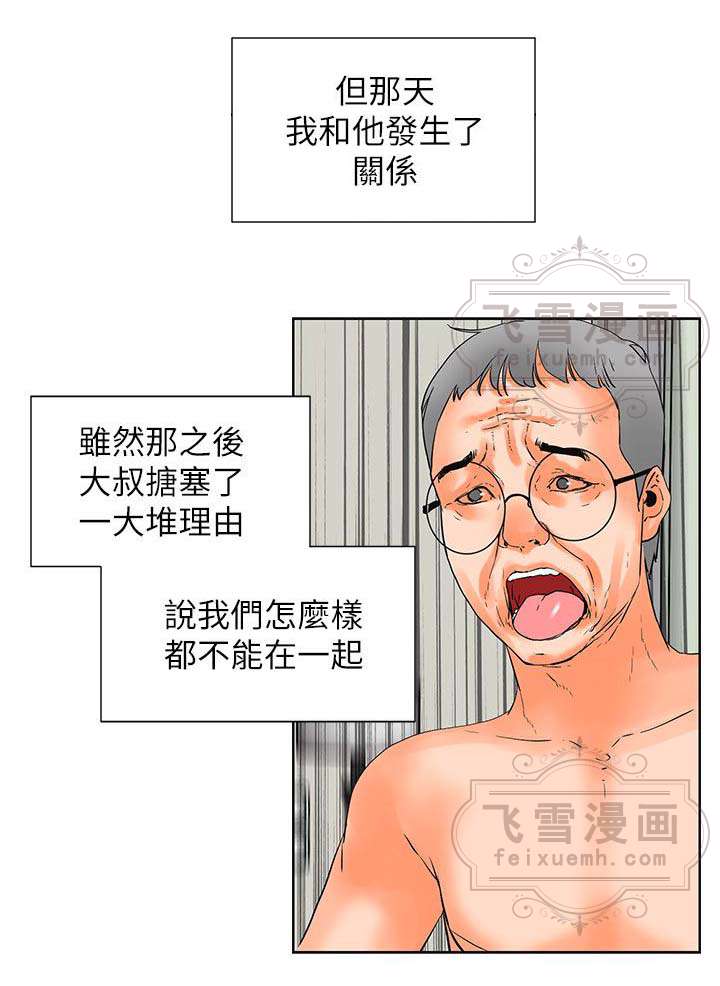 但那天
我和他發生了
關係
飞雪漫画
feixuemh.com
雖然那之後
大叔搪塞了
一大堆理由
說我們怎麼樣
都不能在一起
飞雪漫画
feixuemh.com